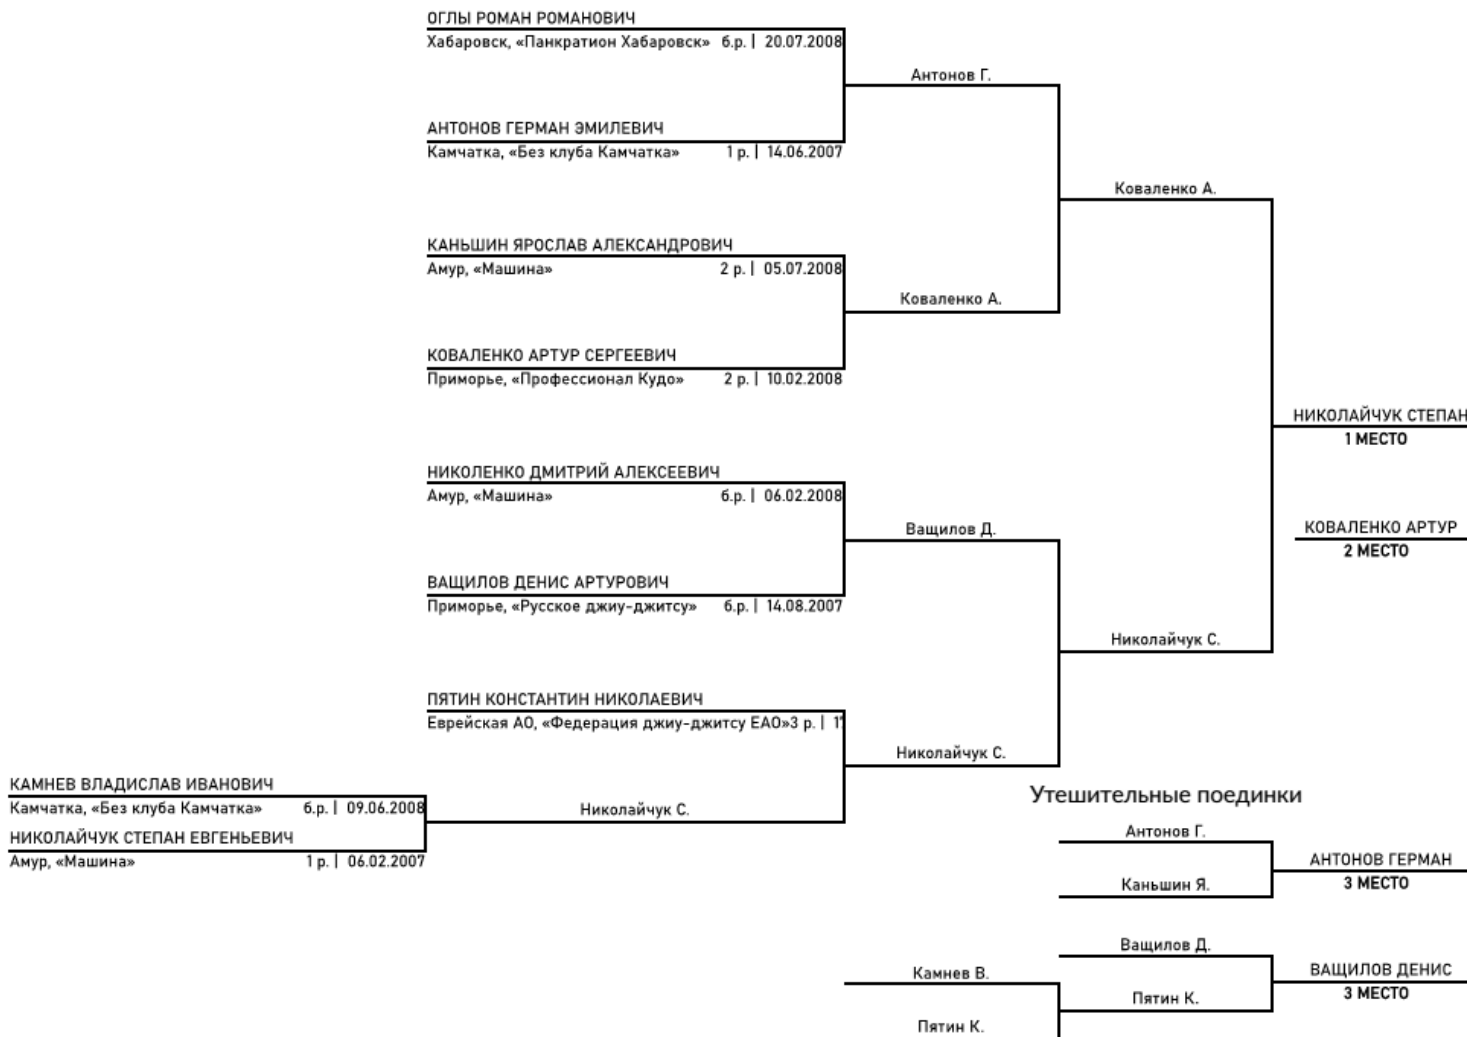 ОГЛЫ РОМАН РОМАНОВИЧ
Хабаровск, «Панкратион Хабаровск» б.р. | 20.07.2008
Антонов Г.
АНТОНОВ ГЕРМАН ЭМИЛЕВИЧ
Камчатка, «Без клуба Камчатка» 1 р. | 14.06.2007
Коваленко А.
КАНЬШИН ЯРОСЛАВ АЛЕКСАНДРОВИЧ
Амур, «Машина» 2 р. | 05.07.2008
Коваленко А.
КОВАЛЕНКО АРТУР СЕРГЕЕВИЧ
Приморье, «Профессионал Кудо» 2 р. | 10.02.2008
НИКОЛАЙЧУК СТЕПАН
1 МЕСТО
НИКОЛЕНКО ДМИТРИЙ АЛЕКСЕЕВИЧ
Амур, «Машина» б.р. | 06.02.2008
Ващилов Д.
КОВАЛЕНКО АРТУР
2 МЕСТО
ВАЩИЛОВ ДЕНИС АРТУРОВИЧ
Приморье, «Русское джиу-джитсу» б.р. | 14.08.2007
Николайчук С.
ПЯТИН КОНСТАНТИН НИКОЛАЕВИЧ
Еврейская АО, «Федерация джиу-джитсу ЕАО»3 р. |
Николайчук С.
КАМНЕВ ВЛАДИСЛАВ ИВАНОВИЧ
Камчатка, «Без клуба Камчатка» б.р. | 09.06.2008
Николайчук С.
НИКОЛАЙЧУК СТЕПАН ЕВГЕНЬЕВИЧ
Амур, «Машина» 1 р. | 06.02.2007
Утешительные поединки
Антонов Г.
АНТОНОВ ГЕРМАН
3 МЕСТО
Каньшин Я.
Ващилов Д.
ВАЩИЛОВ ДЕНИС
3 МЕСТО
Камнев В.
Пятин К.
Пятин К.